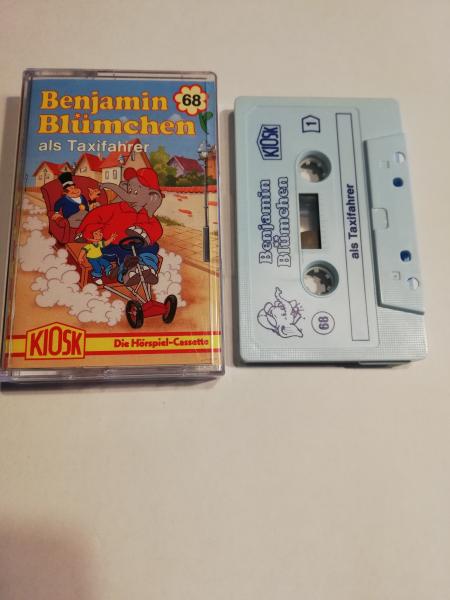 Benjamin
Blümchen
68
als Taxifahrer
KIOSK
Die Hörspiel-Cassette
KIOSK
1
Benjamin
Blümchen
als Taxifahrer
68